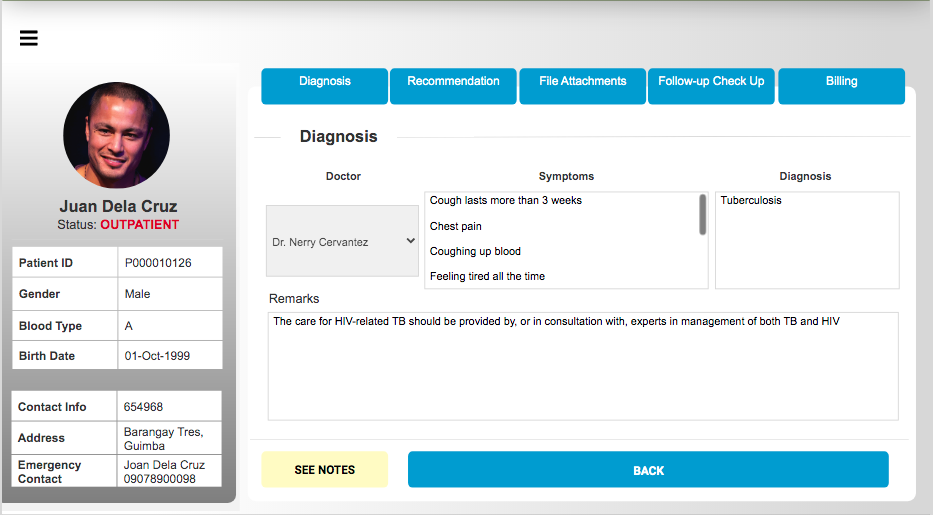 Diagnosis
Recommendation
File Attachments
Follow-up Check Up
Billing
Juan Dela Cruz
Status: OUTPATIENT
Patient ID P000010126
Gender Male
Blood Type A
Birth Date 01-Oct-1999
Contact Info 654968
Address Barangay Tres,
Guimba
Emergency Joan Dela Cruz
Contact 09078900098
Diagnosis
Doctor
Symptoms
Diagnosis
Dr. Nerry Cervantez
Cough lasts more than 3 weeks
Chest pain
Coughing up blood
Feeling tired all the time
Tuberculosis
Remarks
The care for HIV-related TB should be provided by, or in consultation with, experts in management of both TB and HIV
SEE NOTES
BACK